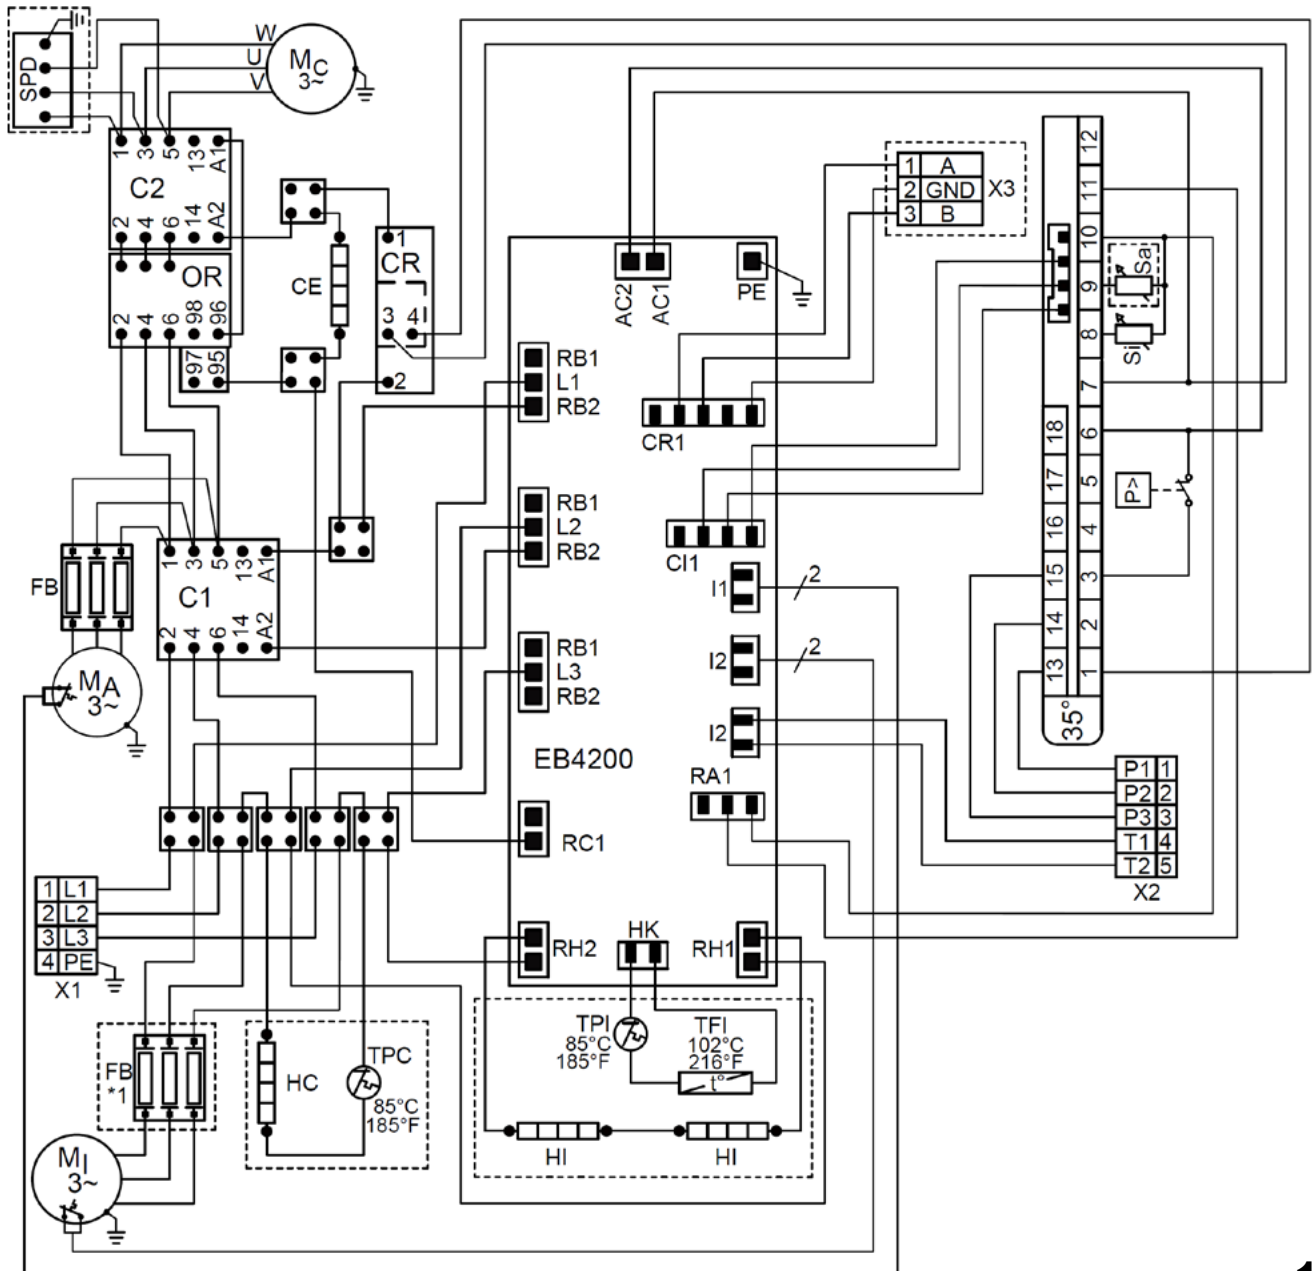 SPD
W
U
V
MC
3~
1 3 5 13 A1
C2
2 4 6 14 A2
OR
2 4 6 98 96
97 95
CE
1
CR
3 4
2
AC2 AC1
PE
1 A
2 GND
3 B
X3
12
11
10
9
8
7
6
5
4
3
2
1
18
17
16
15
14
13
35°
Sa
Si
P>
RB1
L1
RB2
CR1
RB1
L2
RB2
CI1
I1
2
I2
2
RB1
L3
RB2
I2
EB4200
RA1
RC1
FB
1 3 5 13 A1
C1
2 4 6 14 A2
MA
3~
P1 1
P2 2
P3 3
T1 4
T2 5
X2
1 L1
2 L2
3 L3
4 PE
X1
RH2
HK
RH1
FB
*1
HC
TPC
85°C
185°F
TPI
85°C
185°F
TFI
102°C
216°F
t°
HI
HI
MI
3~